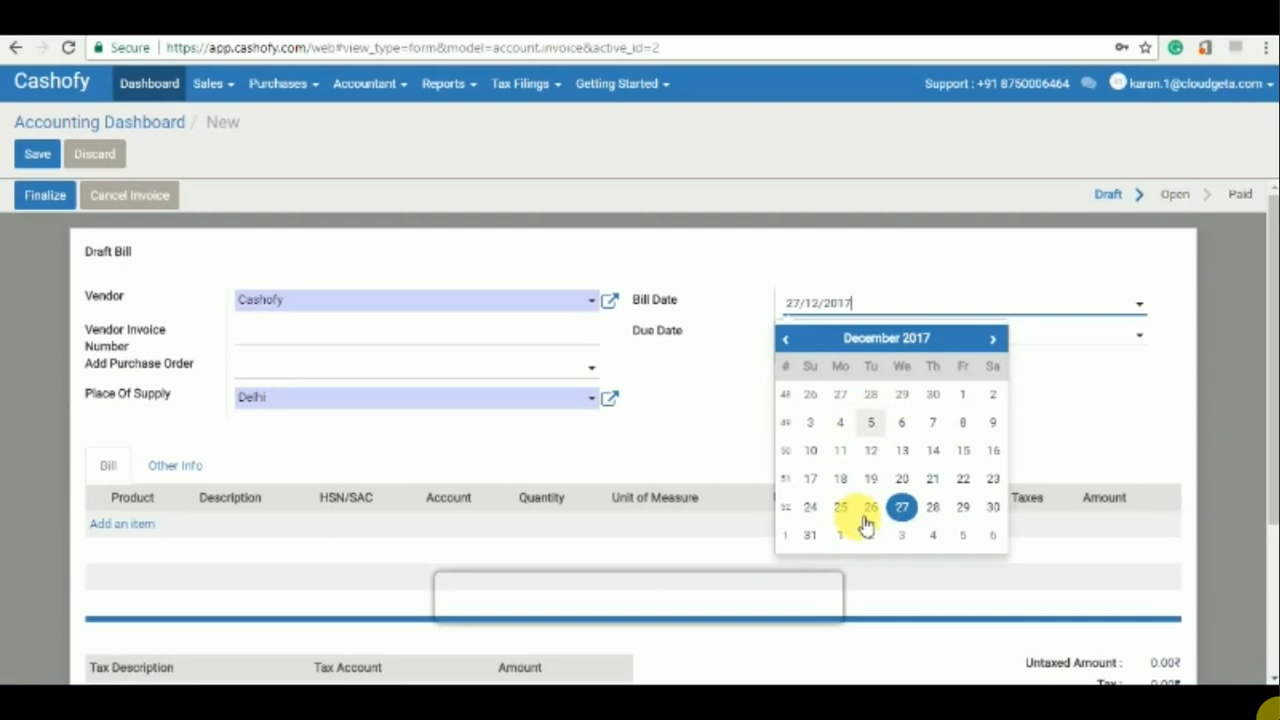 Secure | https://app.cashofy.com/web#view_type=form&model=account.invoice&active_id=2
Cashofy Dashboard Sales Purchases Accountant Reports Tax Filings Getting Started Support : +91 8750006464 karan.1@cloudgeta.com
Accounting Dashboard / New
Save Discard
Finalize Cancel Invoice Draft Open Paid
Draft Bill
Vendor Cashofy Bill Date 27/12/2017
Vendor Invoice Number Due Date
Add Purchase Order
Place Of Supply Delhi
December 2017
# Su Mo Tu We Th Fr Sa
48 26 27 28 29 30 1 2
49 3 4 5 6 7 8 9
50 10 11 12 13 14 15 16
51 17 18 19 20 21 22 23
52 24 25 26 27 28 29 30
1 31 1 2 3 4 5 6
Bill Other Info
Product Description HSN/SAC Account Quantity Unit of Measure Taxes Amount
Add an item
Tax Description Tax Account Amount
Untaxed Amount : 0.00₹
Tax : 0.00₹